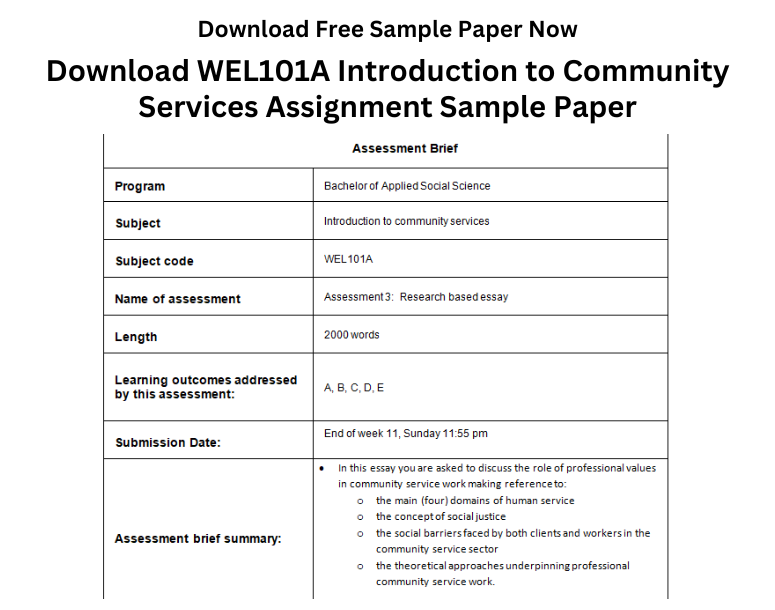 Download Free Sample Paper Now
Download WEL101A Introduction to Community
Services Assignment Sample Paper
Assessment Brief
Program
Bachelor of Applied Social Science
Subject
Introduction to community services
Subject code
WEL101A
Name of assessment
Assessment 3: Research based essay
Length
2000 words
Learning outcomes addressed
by this assessment:
A, B, C, D, E
Submission Date:
End of week 11, Sunday 11:55 pm
Assessment brief summary:
• In this essay you are asked to discuss the role of professional values
in community service work making reference to:
o the main (four) domains of human service
o the concept of social justice
o the social barriers faced by both clients and workers in the
community service sector
o the theoretical approaches underpinning professional
community service work.